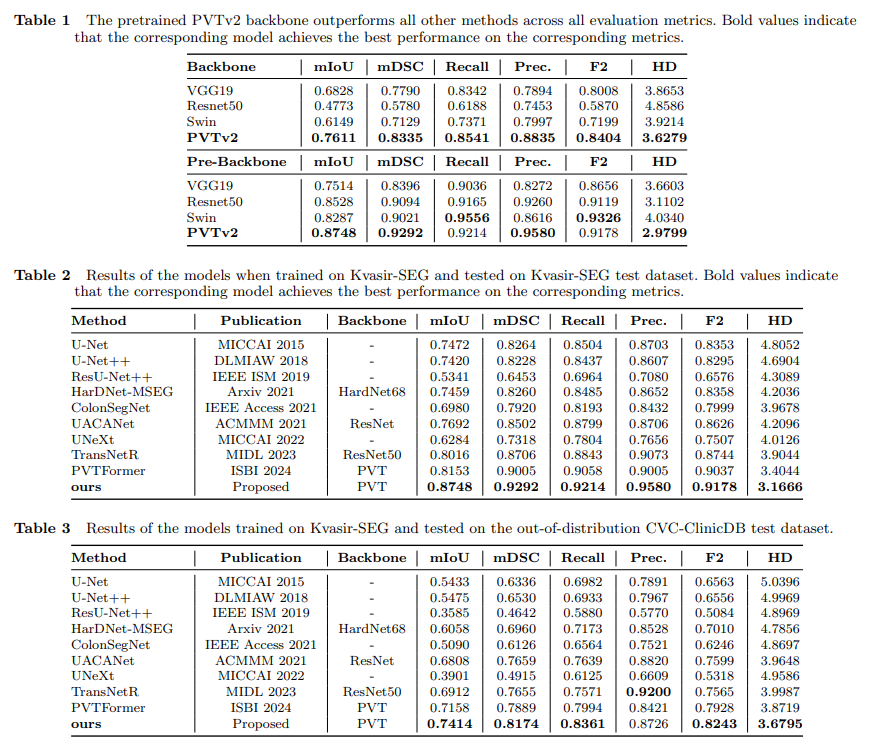 Table 1 The pretrained PVTv2 backbone outperforms all other methods across all evaluation metrics. Bold values indicate
that the corresponding model achieves the best performance on the corresponding metrics.
Backbone mIoU mDSC Recall Prec. F2 HD
VGG19 0.6828 0.7790 0.8342 0.7894 0.8008 3.8653
Resnet50 0.4773 0.5780 0.6188 0.7453 0.5870 4.8586
Swin 0.6149 0.7129 0.7371 0.7997 0.7199 3.9214
PVTv2 0.7611 0.8335 0.8541 0.8835 0.8404 3.6279
Pre-Backbone mIoU mDSC Recall Prec. F2 HD
VGG19 0.7514 0.8396 0.9036 0.8272 0.8656 3.6603
Resnet50 0.8528 0.9094 0.9165 0.9260 0.9119 3.1102
Swin 0.8287 0.9021 0.9556 0.8616 0.9326 4.0340
PVTv2 0.8748 0.9292 0.9214 0.9580 0.9178 2.9799
Table 2 Results of the models when trained on Kvasir-SEG and tested on Kvasir-SEG test dataset. Bold values indicate
that the corresponding model achieves the best performance on the corresponding metrics.
Method Publication Backbone mIoU mDSC Recall Prec. F2 HD
U-Net MICCAI 2015 - 0.7472 0.8264 0.8504 0.8703 0.8353 4.8052
U-Net++ DLMIAW 2018 - 0.7420 0.8228 0.8437 0.8607 0.8295 4.6904
ResU-Net++ IEEE ISM 2019 - 0.5341 0.6453 0.6964 0.7080 0.6576 4.3089
HarDNet-MSEG Arxiv 2021 HardNet68 0.7459 0.8260 0.8485 0.8652 0.8358 4.2036
ColonSegNet IEEE Access 2021 - 0.6980 0.7920 0.8193 0.8432 0.7999 3.9678
UACANet ACMMM 2021 ResNet 0.7692 0.8502 0.8799 0.8706 0.8626 4.2096
UNeXt MICCAI 2022 - 0.6284 0.7318 0.7804 0.7656 0.7507 4.0126
TransNetR MIDL 2023 ResNet50 0.8016 0.8706 0.8843 0.9073 0.8744 3.9044
PVTFormer ISBI 2024 PVT 0.8153 0.9005 0.9058 0.9005 0.9037 3.4044
ours Proposed PVT 0.8748 0.9292 0.9214 0.9580 0.9178 3.1666
Table 3 Results of the models trained on Kvasir-SEG and tested on the out-of-distribution CVC-ClinicDB test dataset.
Method Publication Backbone mIoU mDSC Recall Prec. F2 HD
U-Net MICCAI 2015 - 0.5433 0.6336 0.6982 0.7891 0.6563 5.0396
U-Net++ DLMIAW 2018 - 0.5475 0.6530 0.6933 0.7967 0.6556 4.9969
ResU-Net++ IEEE ISM 2019 - 0.3585 0.4642 0.5880 0.5770 0.5084 4.8969
HarDNet-MSEG Arxiv 2021 HardNet68 0.6058 0.6960 0.7173 0.8528 0.7010 4.7856
ColonSegNet IEEE Access 2021 - 0.5090 0.6126 0.6564 0.7521 0.6246 4.8697
UACANet ACMMM 2021 ResNet 0.6808 0.7659 0.7639 0.8820 0.7599 3.9648
UNeXt MICCAI 2022 - 0.3901 0.4915 0.6125 0.6609 0.5318 4.9586
TransNetR MIDL 2023 ResNet50 0.6912 0.7655 0.7571 0.9200 0.7565 3.9987
PVTFormer ISBI 2024 PVT 0.7158 0.7889 0.7994 0.8421 0.7928 3.8719
ours Proposed PVT 0.7414 0.8174 0.8361 0.8726 0.8243 3.6795